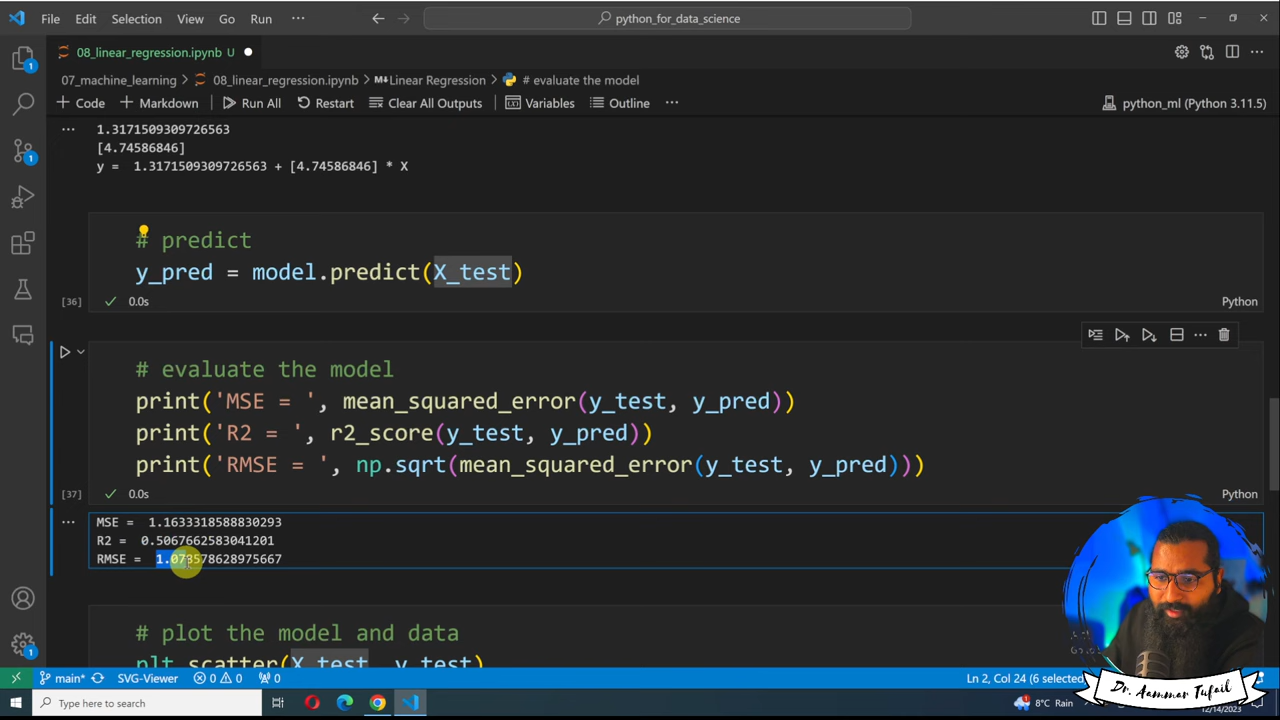 File Edit Selection View Go Run ··· python_for_data_science
08_linear_regression.ipynb U
07_machine_learning > 08_linear_regression.ipynb > Linear Regression > # evaluate the model
+ Code + Markdown Run All Restart Clear All Outputs Variables Outline ··· python_ml (Python 3.11.5)
1.3171509309726563
[4.74586846]
y = 1.3171509309726563 + [4.74586846] * X
# predict
y_pred = model.predict(X_test)
[36] 0.0s Python
# evaluate the model
print('MSE = ', mean_squared_error(y_test, y_pred))
print('R2 = ', r2_score(y_test, y_pred))
print('RMSE = ', np.sqrt(mean_squared_error(y_test, y_pred)))
[37] 0.0s Python
MSE = 1.1633318588830293
R2 = 0.5067662583041201
RMSE = 1.078578628975667
# plot the model and data
plt.scatter(X_test, y_test)
main* 0 0 0 SVG-Viewer Ln 2, Col 24 (6 selected)
Type here to search 8°C Rain
12/14/2023
Dr. Aammar Tufail